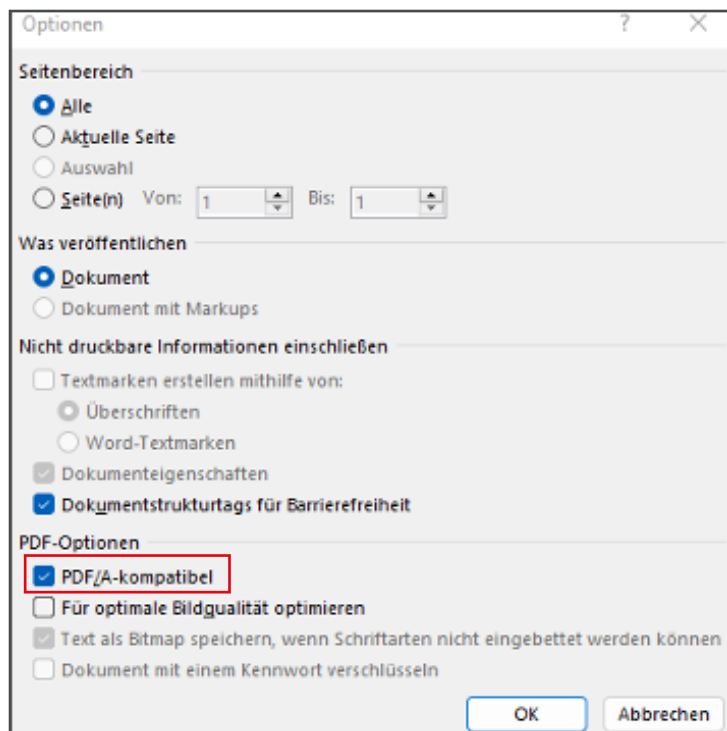 Optionen ?
Seitenbereich
Alle
Aktuelle Seite
Auswahl
Seite(n) Von: 1 Bis: 1
Was veröffentlichen
Dokument
Dokument mit Markups
Nicht druckbare Informationen einschließen
Textmarken erstellen mithilfe von:
Überschriften
Word-Textmarken
Dokumenteigenschaften
Dokumentstrukturtags für Barrierefreiheit
PDF-Optionen
PDF/A-kompatibel
Für optimale Bildqualität optimieren
Text als Bitmap speichern, wenn Schriftarten nicht eingebettet werden können
Dokument mit einem Kennwort verschlüsseln
OK Abbrechen